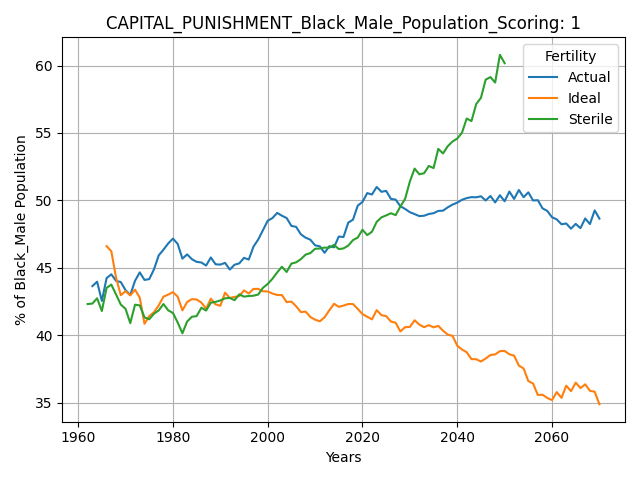 CAPITAL_PUNISHMENT_Black_Male_Population_Scoring: 1
% of Black_Male Population
60
55
50
45
40
35
Fertility
Actual
Ideal
Sterile
1960 1980 2000 2020 2040 2060
Years